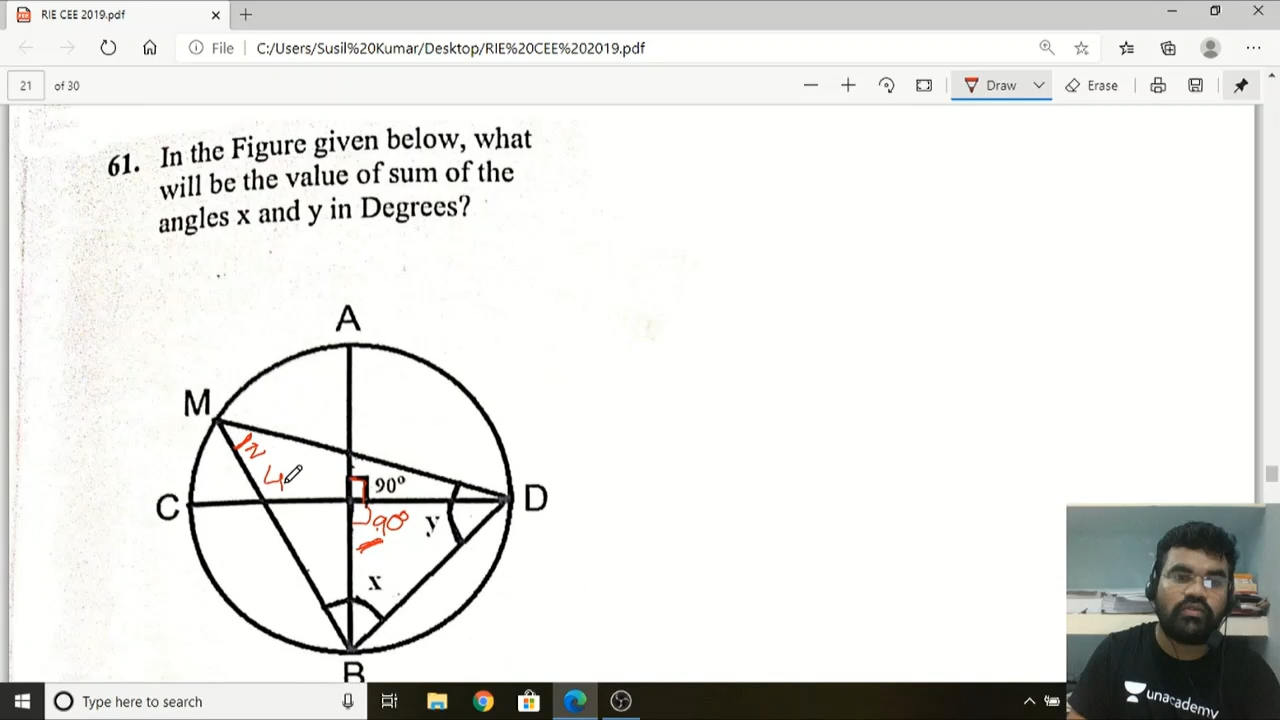 RIE CEE 2019.pdf
File
C:/Users/Susil%20Kumar/Desktop/RIE%20CEE%202019.pdf
21
of 30
Draw
Erase
61. In the Figure given below, what
will be the value of sum of the
angles x and y in Degrees?
A
M
90°
C
D
90°
y
x
B
unacademy
Type here to search